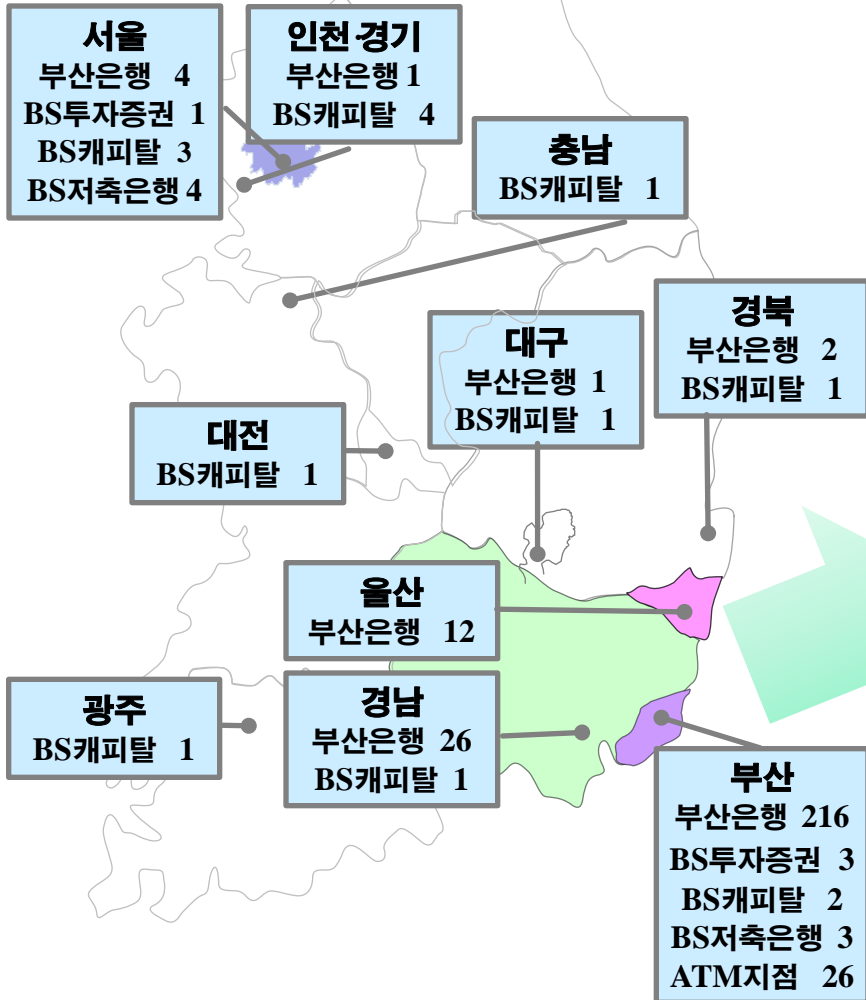 서울
부산은행 4
BS투자증권 1
BS캐피탈 3
BS저축은행 4
인천·경기
부산은행 1
BS캐피탈 4
충남
BS캐피탈 1
경북
부산은행 2
BS캐피탈 1
대구
부산은행 1
BS캐피탈 1
대전
BS캐피탈 1
울산
부산은행 12
광주
BS캐피탈 1
경남
부산은행 26
BS캐피탈 1
부산
부산은행 216
BS투자증권 3
BS캐피탈 2
BS저축은행 3
ATM지점 26